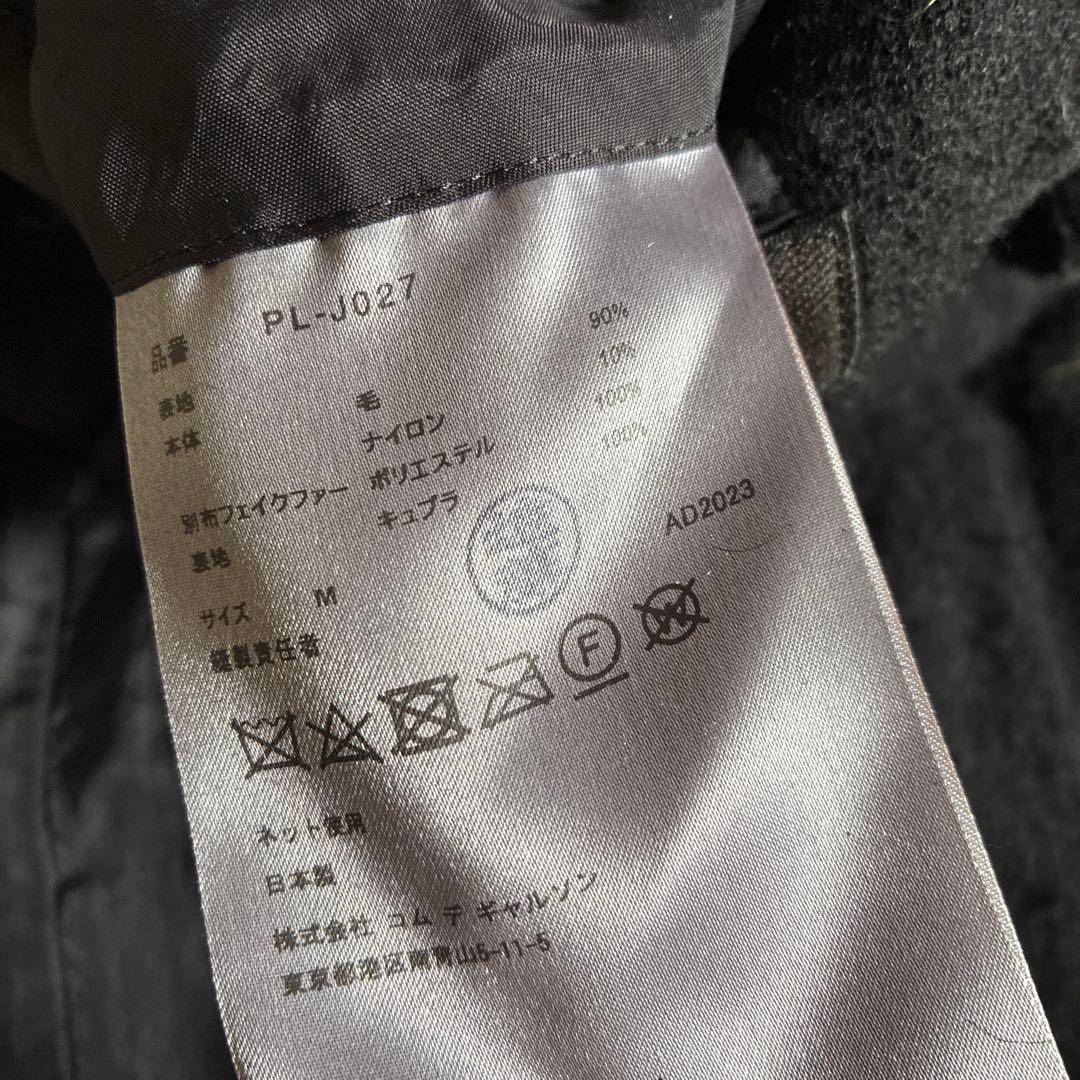 品番 PL-J027
表地 毛 90%
本体 ナイロン 10%
別布フェイクファー ポリエステル 100%
裏地 キュプラ 100%
AD2023
サイズ M
縫製責任者
F
W
ネット使用
日本製
株式会社 コム デ ギャルソン
東京都港区南青山5-11-5